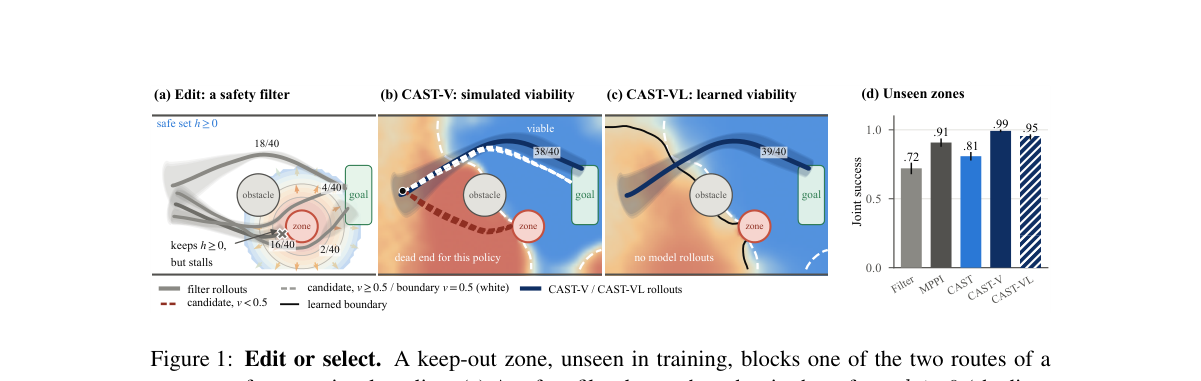 (a) Edit: a safety filter
safe set h ≥ 0
18/40
obstacle
4/40
goal
zone
16/40
2/40
keeps h ≥ 0,
but stalls
(b) CAST-V: simulated viability
viable
38/40
obstacle
goal
zone
dead end for this policy
(c) CAST-VL: learned viability
39/40
obstacle
goal
zone
no model rollouts
filter rollouts
candidate, v < 0.5
candidate, v ≥ 0.5 / boundary v = 0.5 (white)
learned boundary
CAST-V / CAST-VL rollouts
(d) Unseen zones
Joint success
1.0
0.5
0.0
.72
.91
.81
.99
.95
Filter
MPPI
CAST
CAST-V
CAST-VL
Figure 1: Edit or select. A keep-out zone, unseen in training, blocks one of the two routes of a